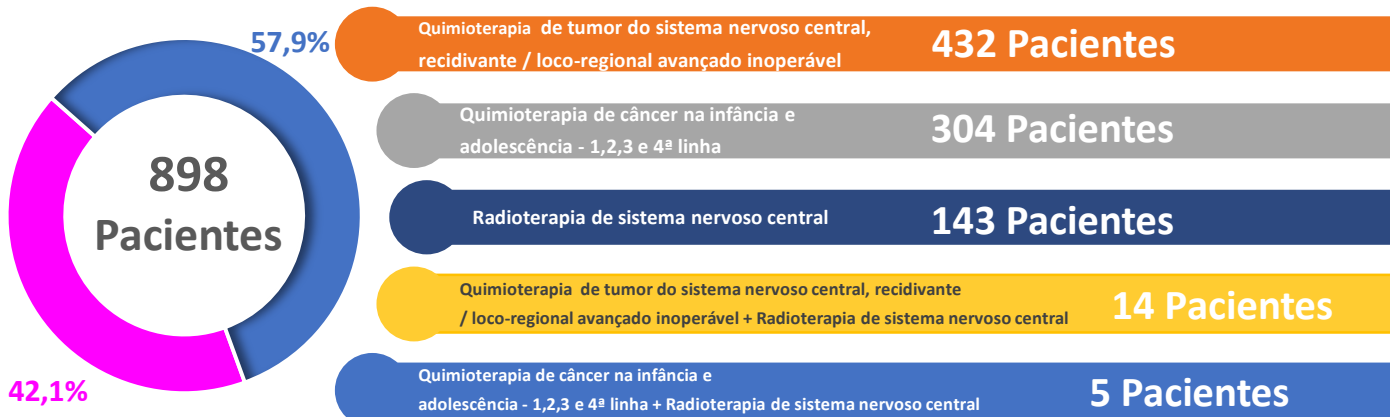 57,9%
898
Pacientes
42,1%
Quimioterapia de tumor do sistema nervoso central,
recidivante / loco-regional avançado inoperável
432 Pacientes
Quimioterapia de câncer na infância e
adolescência - 1,2,3 e 4ª linha
304 Pacientes
Radioterapia de sistema nervoso central
143 Pacientes
Quimioterapia de tumor do sistema nervoso central, recidivante
/ loco-regional avançado inoperável + Radioterapia de sistema nervoso central
14 Pacientes
Quimioterapia de câncer na infância e
adolescência - 1,2,3 e 4ª linha + Radioterapia de sistema nervoso central
5 Pacientes